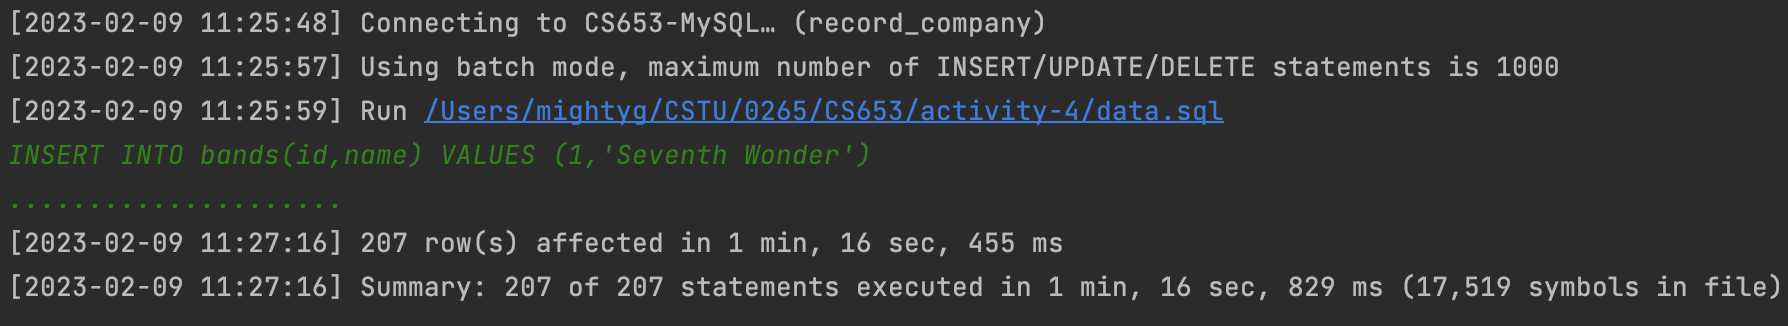 [2023-02-09 11:25:48] Connecting to CS653-MySQL… (record_company)
[2023-02-09 11:25:57] Using batch mode, maximum number of INSERT/UPDATE/DELETE statements is 1000
[2023-02-09 11:25:59] Run /Users/mightyg/CSTU/0265/CS653/activity-4/data.sql
INSERT INTO bands(id,name) VALUES (1,'Seventh Wonder')
.....................
[2023-02-09 11:27:16] 207 row(s) affected in 1 min, 16 sec, 455 ms
[2023-02-09 11:27:16] Summary: 207 of 207 statements executed in 1 min, 16 sec, 829 ms (17,519 symbols in file)